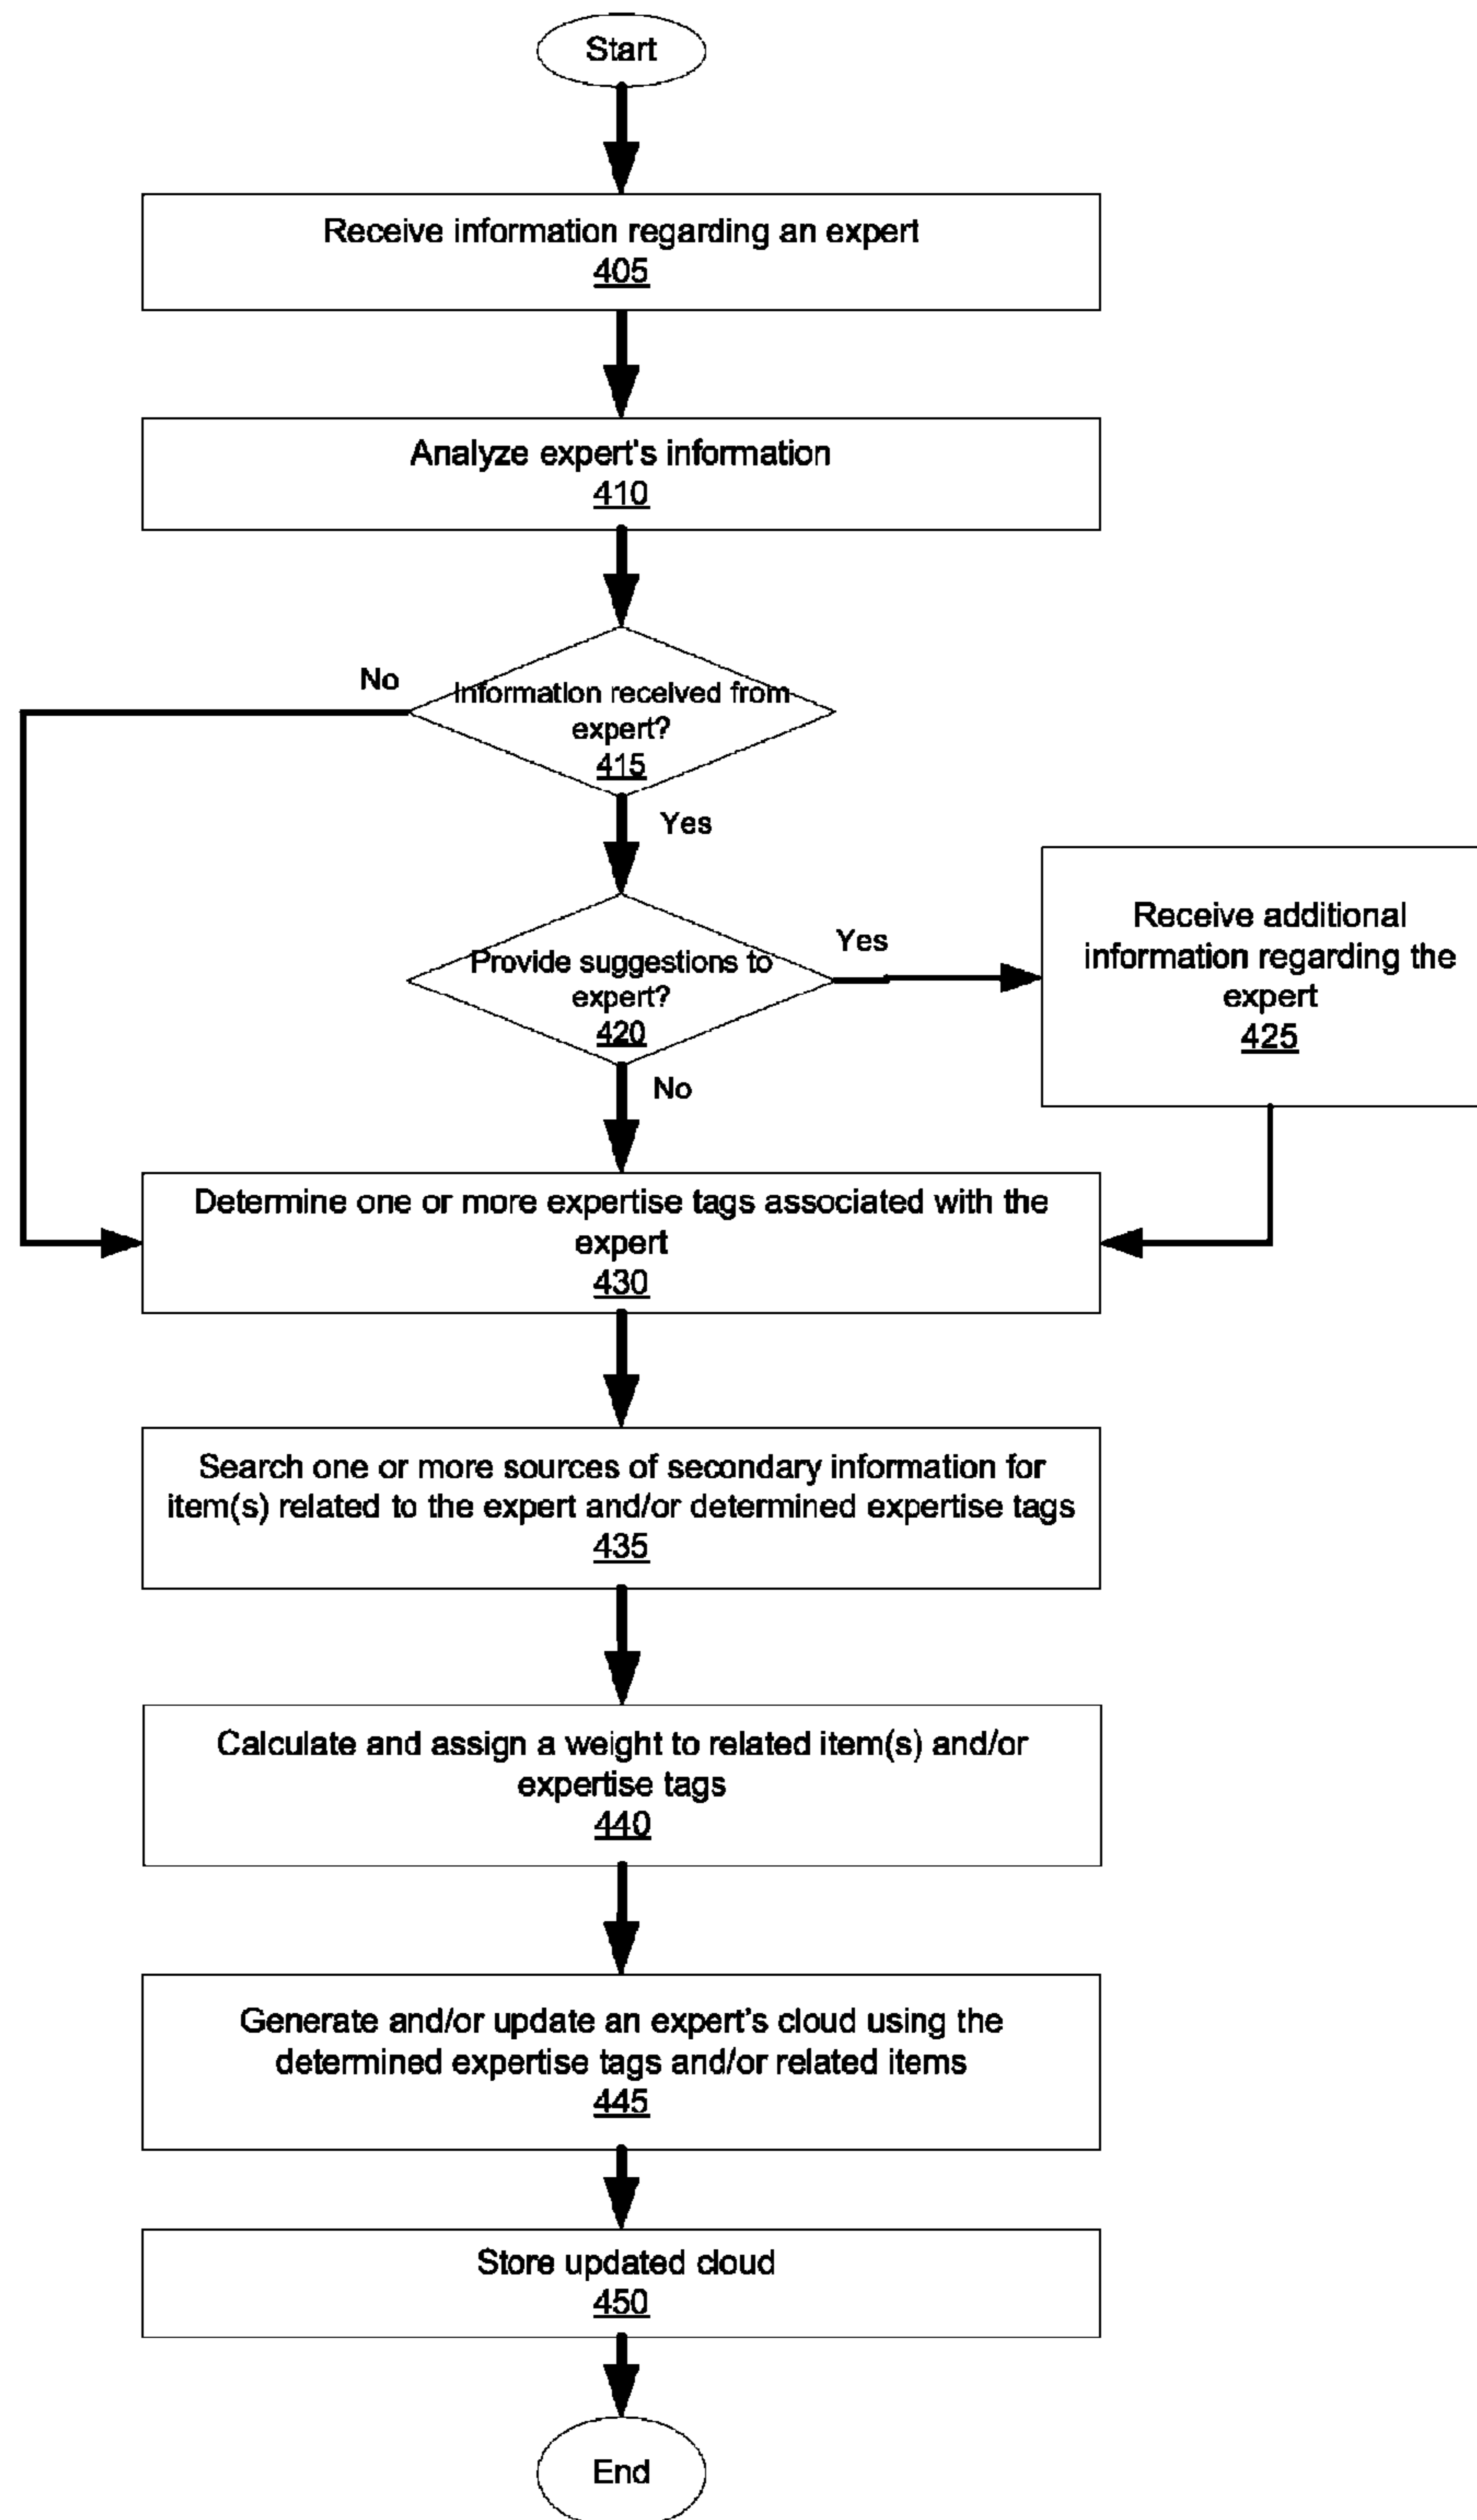 Start
Receive information regarding an expert
405
Analyze expert's information
410
No
Information received from
expert?
415
Yes
Provide suggestions to
expert?
420
Yes
Receive additional
information regarding the
expert
425
No
Determine one or more expertise tags associated with the
expert
430
Search one or more sources of secondary information for
item(s) related to the expert and/or determined expertise tags
435
Calculate and assign a weight to related item(s) and/or
expertise tags
440
Generate and/or update an expert's cloud using the
determined expertise tags and/or related items
445
Store updated cloud
450
End